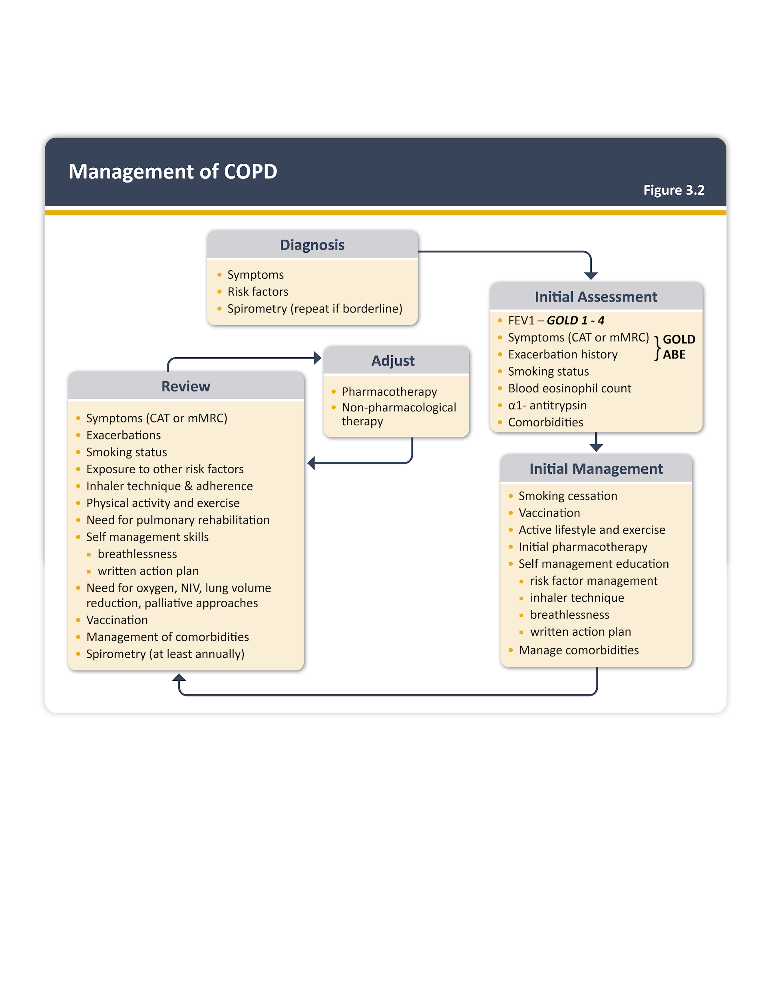 Management of COPD
Figure 3.2
Diagnosis
• Symptoms
• Risk factors
• Spirometry (repeat if borderline)
Initial Assessment
• FEV1 – GOLD 1 - 4
• Symptoms (CAT or mMRC)
• Exacerbation history
} GOLD
ABE
• Smoking status
• Blood eosinophil count
• α1- antitrypsin
• Comorbidities
Initial Management
• Smoking cessation
• Vaccination
• Active lifestyle and exercise
• Initial pharmacotherapy
• Self management education
▪ risk factor management
▪ inhaler technique
▪ breathlessness
▪ written action plan
• Manage comorbidities
Review
• Symptoms (CAT or mMRC)
• Exacerbations
• Smoking status
• Exposure to other risk factors
• Inhaler technique & adherence
• Physical activity and exercise
• Need for pulmonary rehabilitation
• Self management skills
▪ breathlessness
▪ written action plan
• Need for oxygen, NIV, lung volume
reduction, palliative approaches
• Vaccination
• Management of comorbidities
• Spirometry (at least annually)
Adjust
• Pharmacotherapy
• Non-pharmacological
therapy